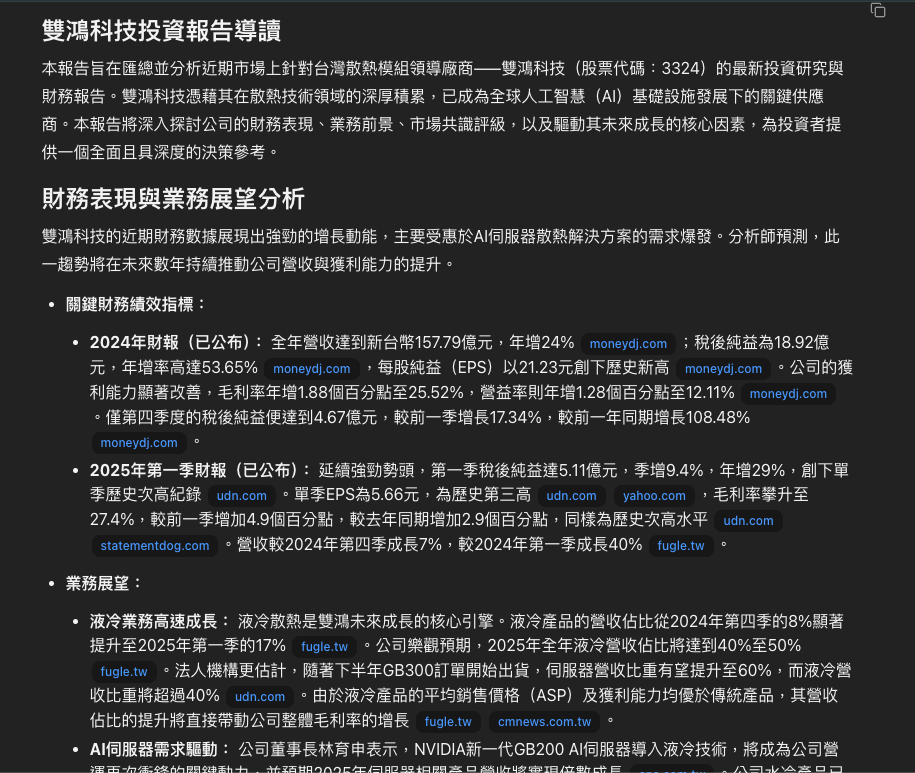 雙鴻科技投資報告導讀
本報告旨在匯總並分析近期市場上針對台灣散熱模組領導廠商——雙鴻科技（股票代碼：3324）的最新投資研究與
財務報告。雙鴻科技憑藉其在散熱技術領域的深厚積累，已成為全球人工智慧（AI）基礎設施發展下的關鍵供應
商。本報告將深入探討公司的財務表現、業務前景、市場共識評級，以及驅動其未來成長的核心因素，為投資者提
供一個全面且具深度的決策參考。
財務表現與業務展望分析
雙鴻科技的近期財務數據展現出強勁的增長動能，主要受惠於AI伺服器散熱解決方案的需求爆發。分析師預測，此
一趨勢將在未來數年持續推動公司營收與獲利能力的提升。
• 關鍵財務績效指標：
• 2024年財報（已公布）： 全年營收達到新台幣157.79億元，年增24% moneydj.com ；稅後純益為18.92億
元，年增率高達53.65% moneydj.com ，每股純益（EPS）以21.23元創下歷史新高 moneydj.com 。公司的獲
利能力顯著改善，毛利率年增1.88個百分點至25.52%，營益率則年增1.28個百分點至12.11% moneydj.com
。僅第四季度的稅後純益便達到4.67億元，較前一季增長17.34%，較前一年同期增長108.48%
moneydj.com 。
• 2025年第一季財報（已公布）： 延續強勁勢頭，第一季稅後純益達5.11億元，季增9.4%，年增29%，創下單
季歷史次高紀錄 udn.com 。單季EPS為5.66元，為歷史第三高 udn.com yahoo.com ，毛利率攀升至
27.4%，較前一季增加4.9個百分點，較去年同期增加2.9個百分點，同樣為歷史次高水平 udn.com
statementdog.com 。營收較2024年第四季成長7%，較2024年第一季成長40% fugle.tw 。
• 業務展望：
• 液冷業務高速成長： 液冷散熱是雙鴻未來成長的核心引擎。液冷產品的營收佔比從2024年第四季的8%顯著
提升至2025年第一季的17% fugle.tw 。公司樂觀預期，2025年全年液冷營收佔比將達到40%至50%
fugle.tw 。法人機構更估計，隨著下半年GB300訂單開始出貨，伺服器營收比重有望提升至60%，而液冷營
收比重將超過40% udn.com 。由於液冷產品的平均銷售價格（ASP）及獲利能力均優於傳統產品，其營收
佔比的提升將直接帶動公司整體毛利率的增長 fugle.tw cmnews.com.tw 。
• AI伺服器需求驅動： 公司董事長林育申表示，NVIDIA新一代GB200 AI伺服器導入液冷技術，將成為公司營
運再次衝鋒的關鍵動力，並預期2025年伺服器相關產品營收將實現倍數成長